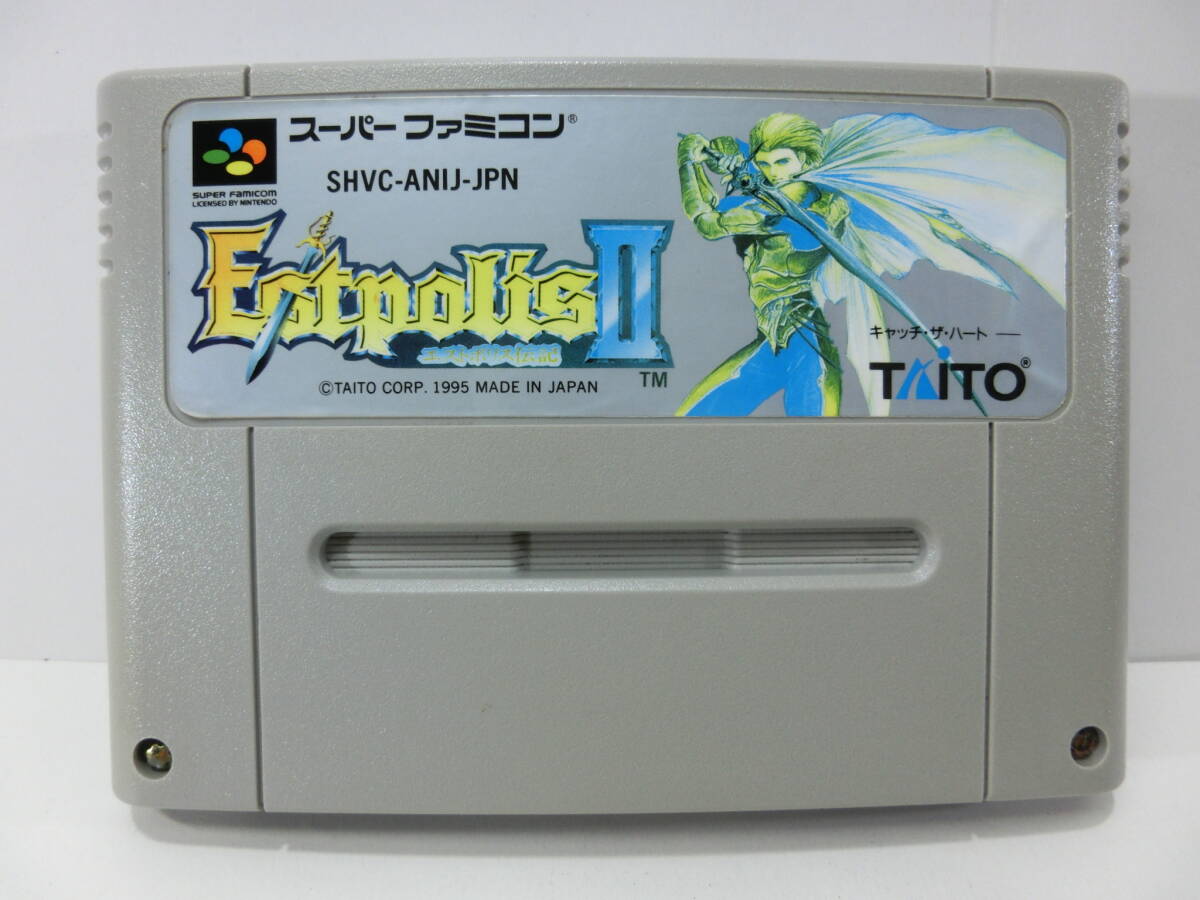 スーパーファミコン®
SUPER FAMICOM
LICENSED BY NINTENDO
SHVC-ANIJ-JPN
Estpolis II
エストポリス伝記
TM
©TAITO CORP. 1995 MADE IN JAPAN
キャッチ・ザ・ハート
TAITO®